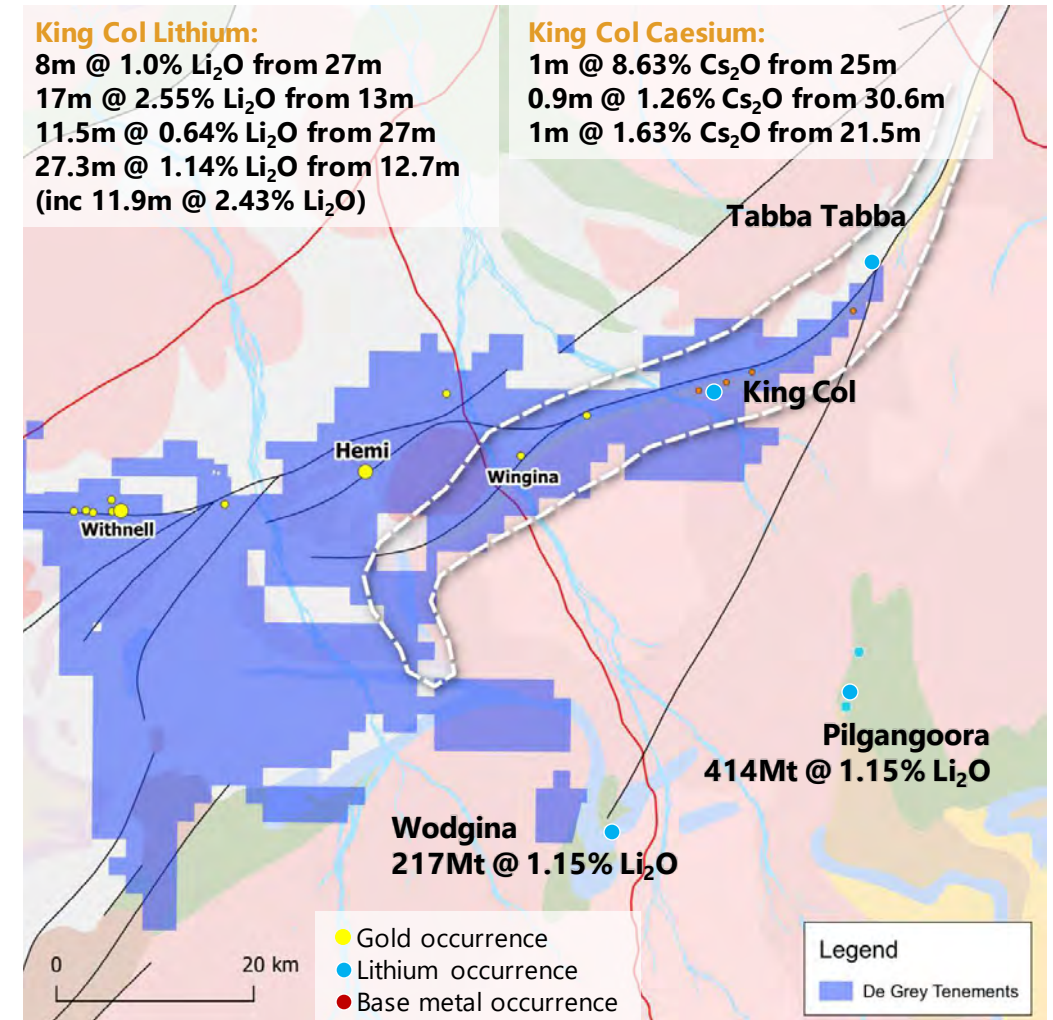 King Col Lithium:
8m @ 1.0% Li₂O from 27m
17m @ 2.55% Li₂O from 13m
11.5m @ 0.64% Li₂O from 27m
27.3m @ 1.14% Li₂O from 12.7m
(inc 11.9m @ 2.43% Li₂O)
King Col Caesium:
1m @ 8.63% Cs₂O from 25m
0.9m @ 1.26% Cs₂O from 30.6m
1m @ 1.63% Cs₂O from 21.5m
Tabba Tabba
King Col
Hemi
Wingina
Withnell
Pilgangoora
414Mt @ 1.15% Li₂O
Wodgina
217Mt @ 1.15% Li₂O
Gold occurrence
Lithium occurrence
Base metal occurrence
0 20 km
Legend
De Grey Tenements